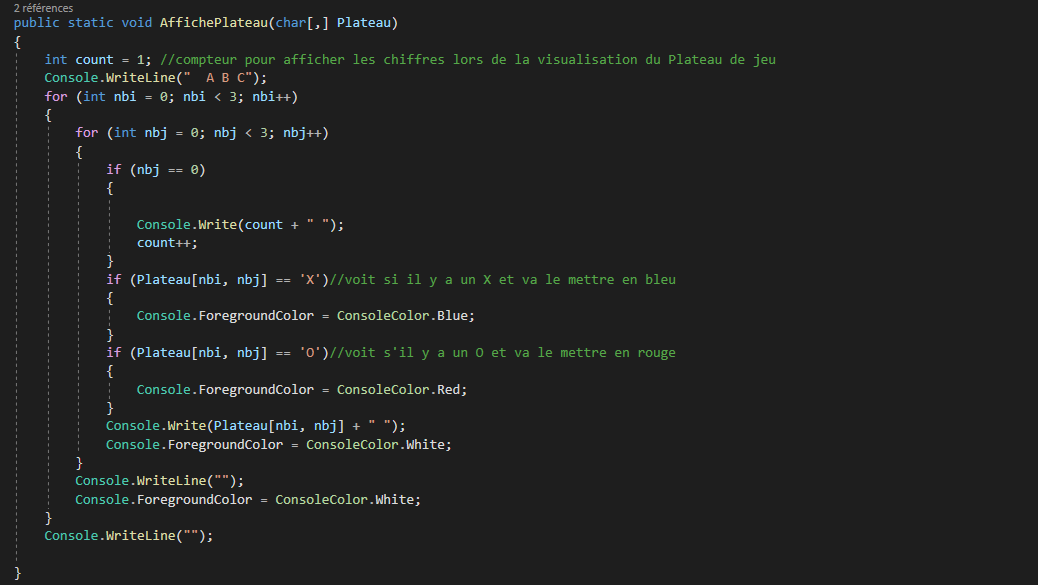 2 références
public static void AffichePlateau(char[,] Plateau)
{
int count = 1; //compteur pour afficher les chiffres lors de la visualisation du Plateau de jeu
Console.WriteLine("  A B C");
for (int nbi = 0; nbi < 3; nbi++)
{
for (int nbj = 0; nbj < 3; nbj++)
{
if (nbj == 0)
{
Console.Write(count + " ");
count++;
}
if (Plateau[nbi, nbj] == 'X')//voit si il y a un X et va le mettre en bleu
{
Console.ForegroundColor = ConsoleColor.Blue;
}
if (Plateau[nbi, nbj] == 'O')//voit s'il y a un O et va le mettre en rouge
{
Console.ForegroundColor = ConsoleColor.Red;
}
Console.Write(Plateau[nbi, nbj] + " ");
Console.ForegroundColor = ConsoleColor.White;
}
Console.WriteLine("");
Console.ForegroundColor = ConsoleColor.White;
}
Console.WriteLine("");
}